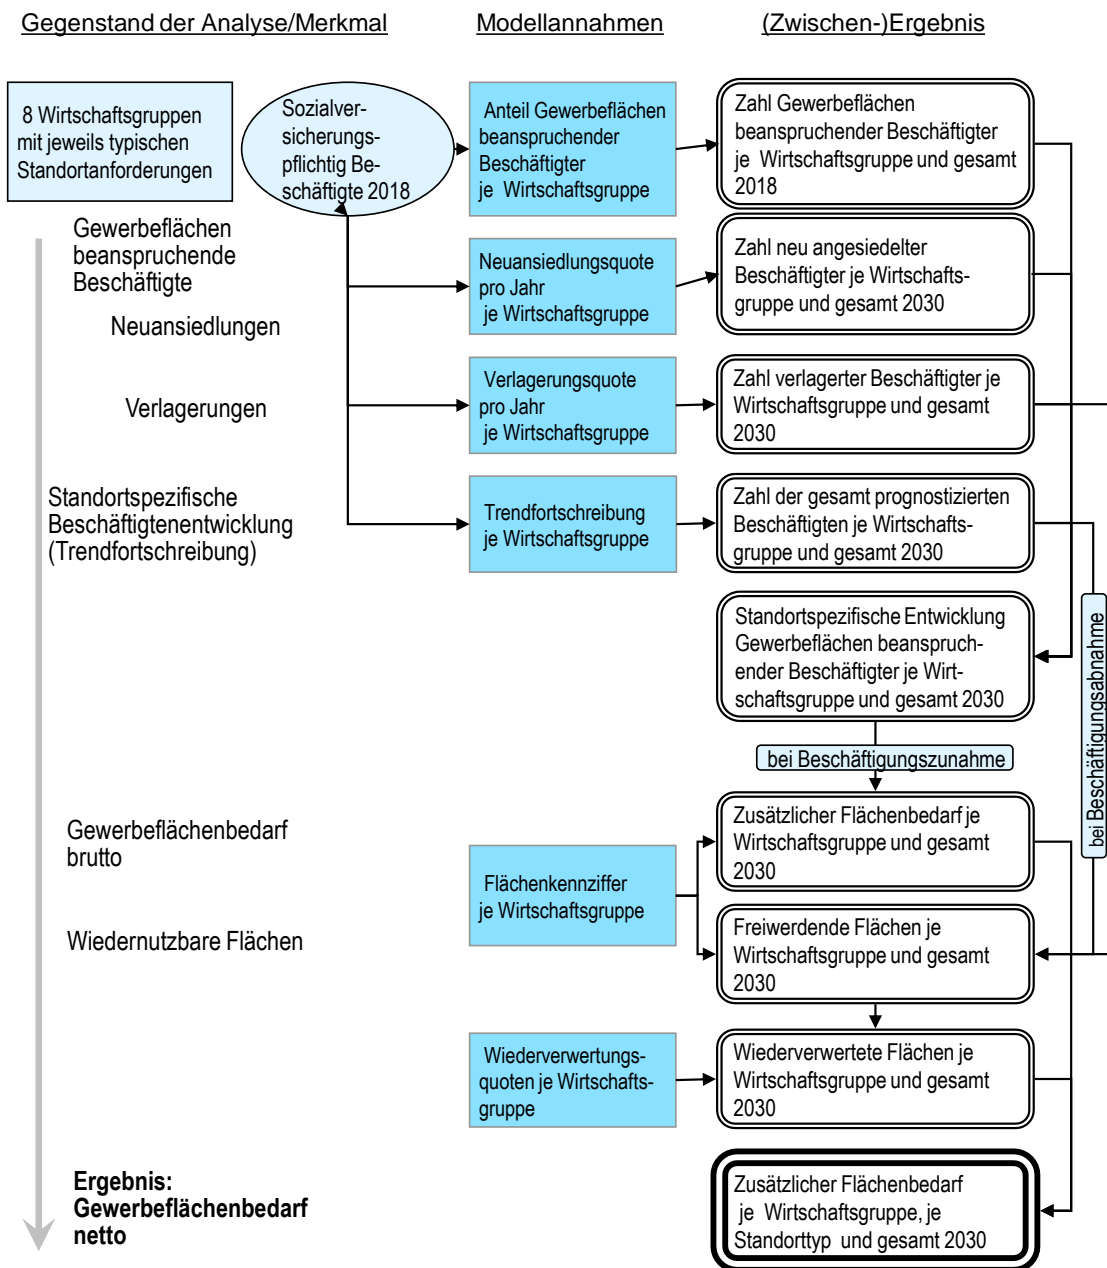 Gegenstand der Analyse/Merkmal
Modellannahmen
(Zwischen-)Ergebnis
8 Wirtschaftsgruppen
mit jeweils typischen
Standortanforderungen
Sozialver-
sicherungs-
pflichtig Be-
schäftigte 2018
Anteil Gewerbeflächen
beanspruchender
Beschäftigter
je Wirtschaftsgruppe
Zahl Gewerbeflächen
beanspruchender Beschäftigter
je Wirtschaftsgruppe und gesamt
2018
Gewerbeflächen
beanspruchende
Beschäftigte
Neuansiedlungen
Neuansiedlungsquote
pro Jahr
je Wirtschaftsgruppe
Zahl neu angesiedelter
Beschäftigter je Wirtschafts-
gruppe und gesamt 2030
Verlagerungen
Verlagerungsquote
pro Jahr
je Wirtschaftsgruppe
Zahl verlagerter Beschäftigter je
Wirtschaftsgruppe und gesamt
2030
Standortspezifische
Beschäftigtenentwicklung
(Trendfortschreibung)
Trendfortschreibung
je Wirtschaftsgruppe
Zahl der gesamt prognostizierten
Beschäftigten je Wirtschafts-
gruppe und gesamt 2030
Standortspezifische Entwicklung
Gewerbeflächen beanspruch-
ender Beschäftigter je Wirt-
schaftsgruppe und gesamt 2030
bei Beschäftigungsabnahme
bei Beschäftigungszunahme
Gewerbeflächenbedarf
brutto
Zusätzlicher Flächenbedarf je
Wirtschaftsgruppe und gesamt
2030
Flächenkennziffer
je Wirtschaftsgruppe
Wiedernutzbare Flächen
Freiwerdende Flächen je
Wirtschaftsgruppe und gesamt
2030
Wiederverwertungs-
quoten je Wirtschafts-
gruppe
Wiederverwertete Flächen je
Wirtschaftsgruppe und gesamt
2030
Ergebnis:
Gewerbeflächenbedarf
netto
Zusätzlicher Flächenbedarf
je Wirtschaftsgruppe, je
Standorttyp und gesamt 2030